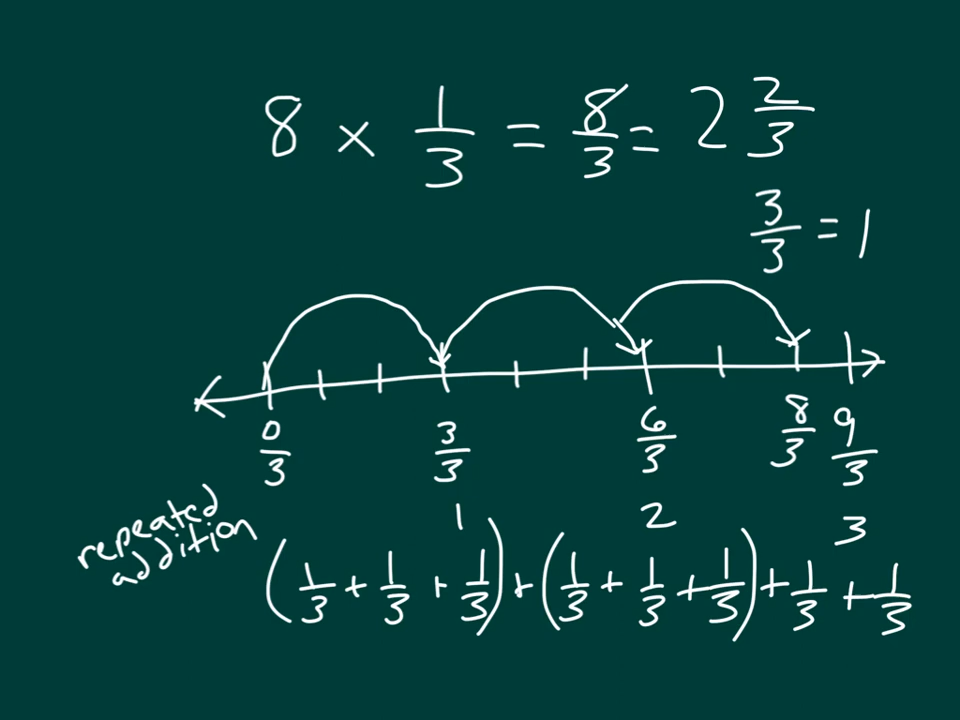 8 × 1/3 = 8/3 = 2 2/3
3/3 = 1
0/3 3/3 6/3 8/3 9/3
1 2 3
repeated
addition
(1/3 + 1/3 + 1/3) + (1/3 + 1/3 + 1/3) + 1/3 + 1/3